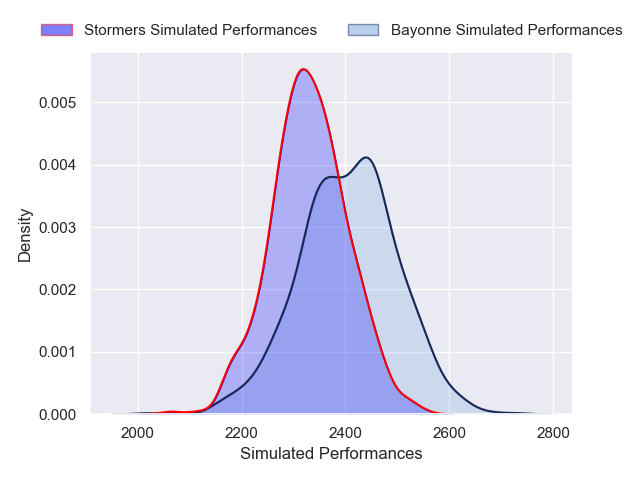 Stormers Simulated Performances Bayonne Simulated Performances
0.005
0.004
0.003
0.002
0.001
0.000
Density
2000 2200 2400 2600 2800
Simulated Performances